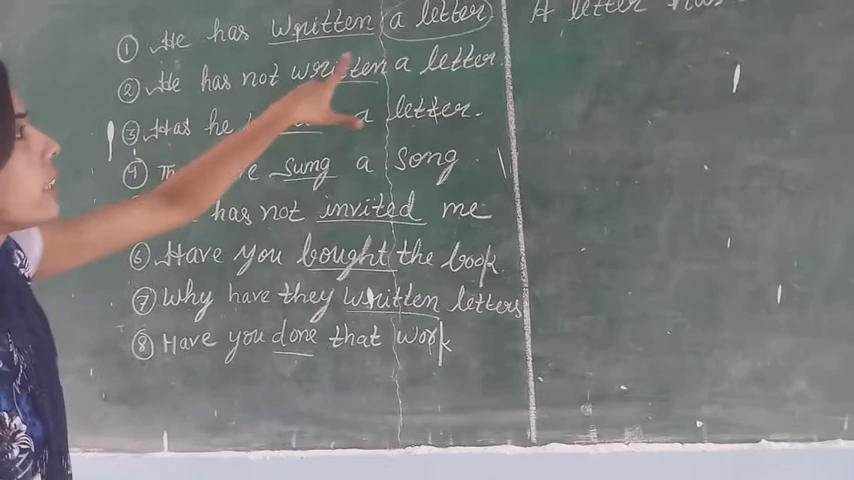 ① He has written a letter
② He has not written a letter.
③ Has he a letter.
④ sung a song
has not invited me
⑥ Have you bought the book
⑦ Why have they written letters
⑧ Have you done that work
A letter has